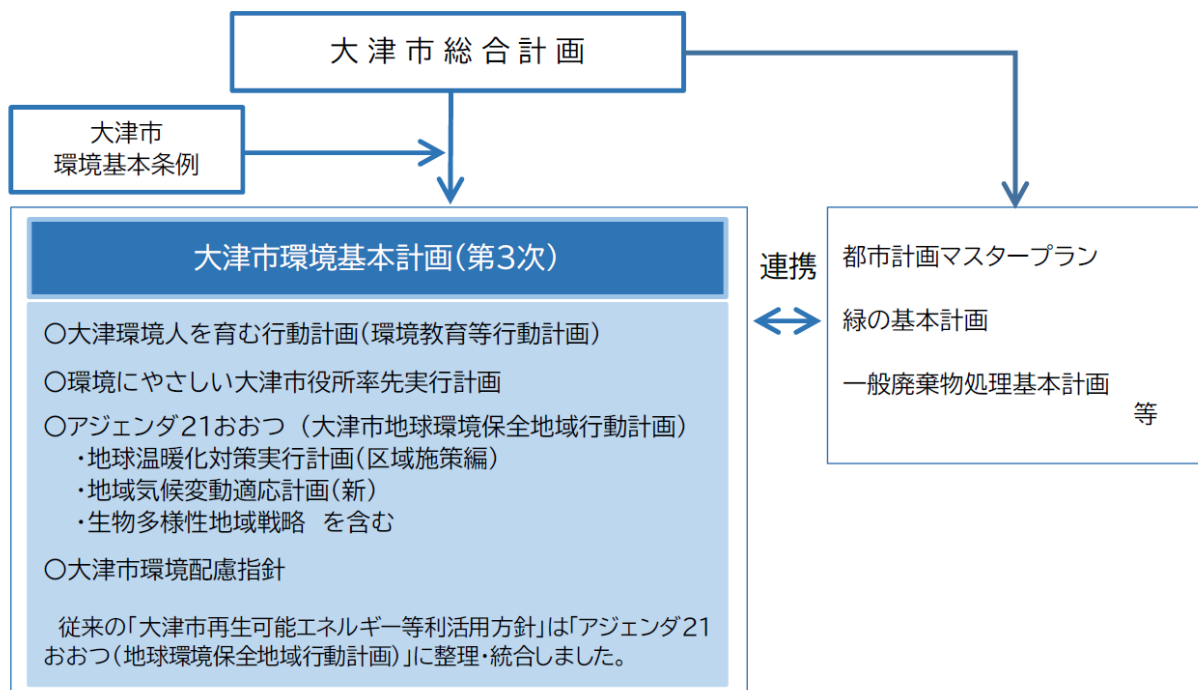 大津市総合計画
大津市
環境基本条例
大津市環境基本計画(第3次)
〇大津環境人を育む行動計画(環境教育等行動計画)
〇環境にやさしい大津市役所率先実行計画
〇アジェンダ21おおつ (大津市地球環境保全地域行動計画)
・地球温暖化対策実行計画(区域施策編)
・地域気候変動適応計画(新)
・生物多様性地域戦略 を含む
〇大津市環境配慮指針
従来の「大津市再生可能エネルギー等利活用方針」は「アジェンダ21
おおつ(地球環境保全地域行動計画)」に整理・統合しました。
連携
都市計画マスタープラン
緑の基本計画
一般廃棄物処理基本計画
等